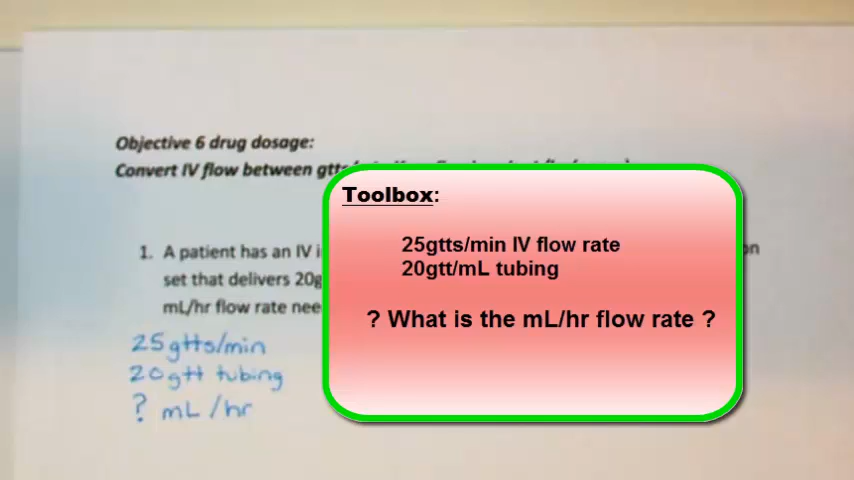 Objective 6 drug dosage:
Convert IV flow between gtts/
1. A patient has an IV i
on
set that delivers 20g
mL/hr flow rate nee
25gtts/min
20gtt tubing
? mL/hr
Toolbox:
25gtts/min IV flow rate
20gtt/mL tubing
? What is the mL/hr flow rate ?